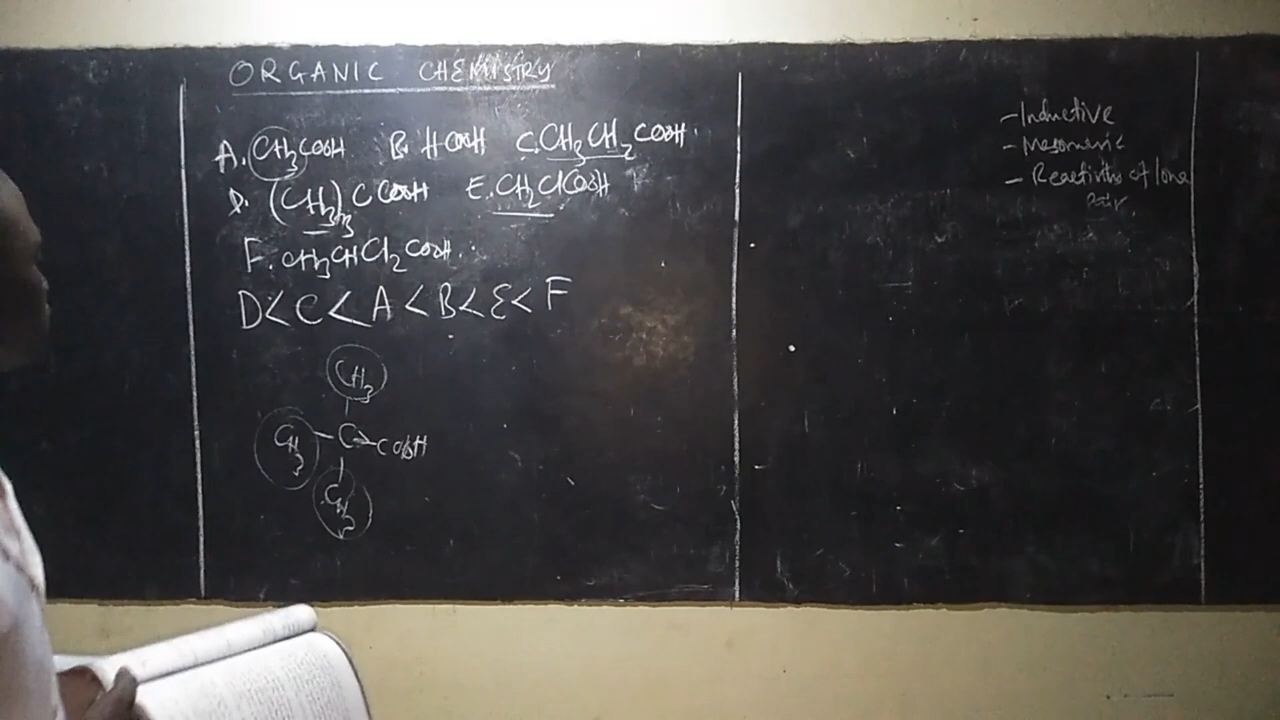 ORGANIC CHEMISTRY
A. CH3COOH B. HCOOH C. CH3CH2COOH
D. (CH3)3CCOOH E. CH2ClCOOH
F. CH3CHCl2COOH
D<C<A<B<E<F
CH3
CH3 - C - COOH
CH3
- Inductive
- Mesomeric
- Reactivity of lone
Pair